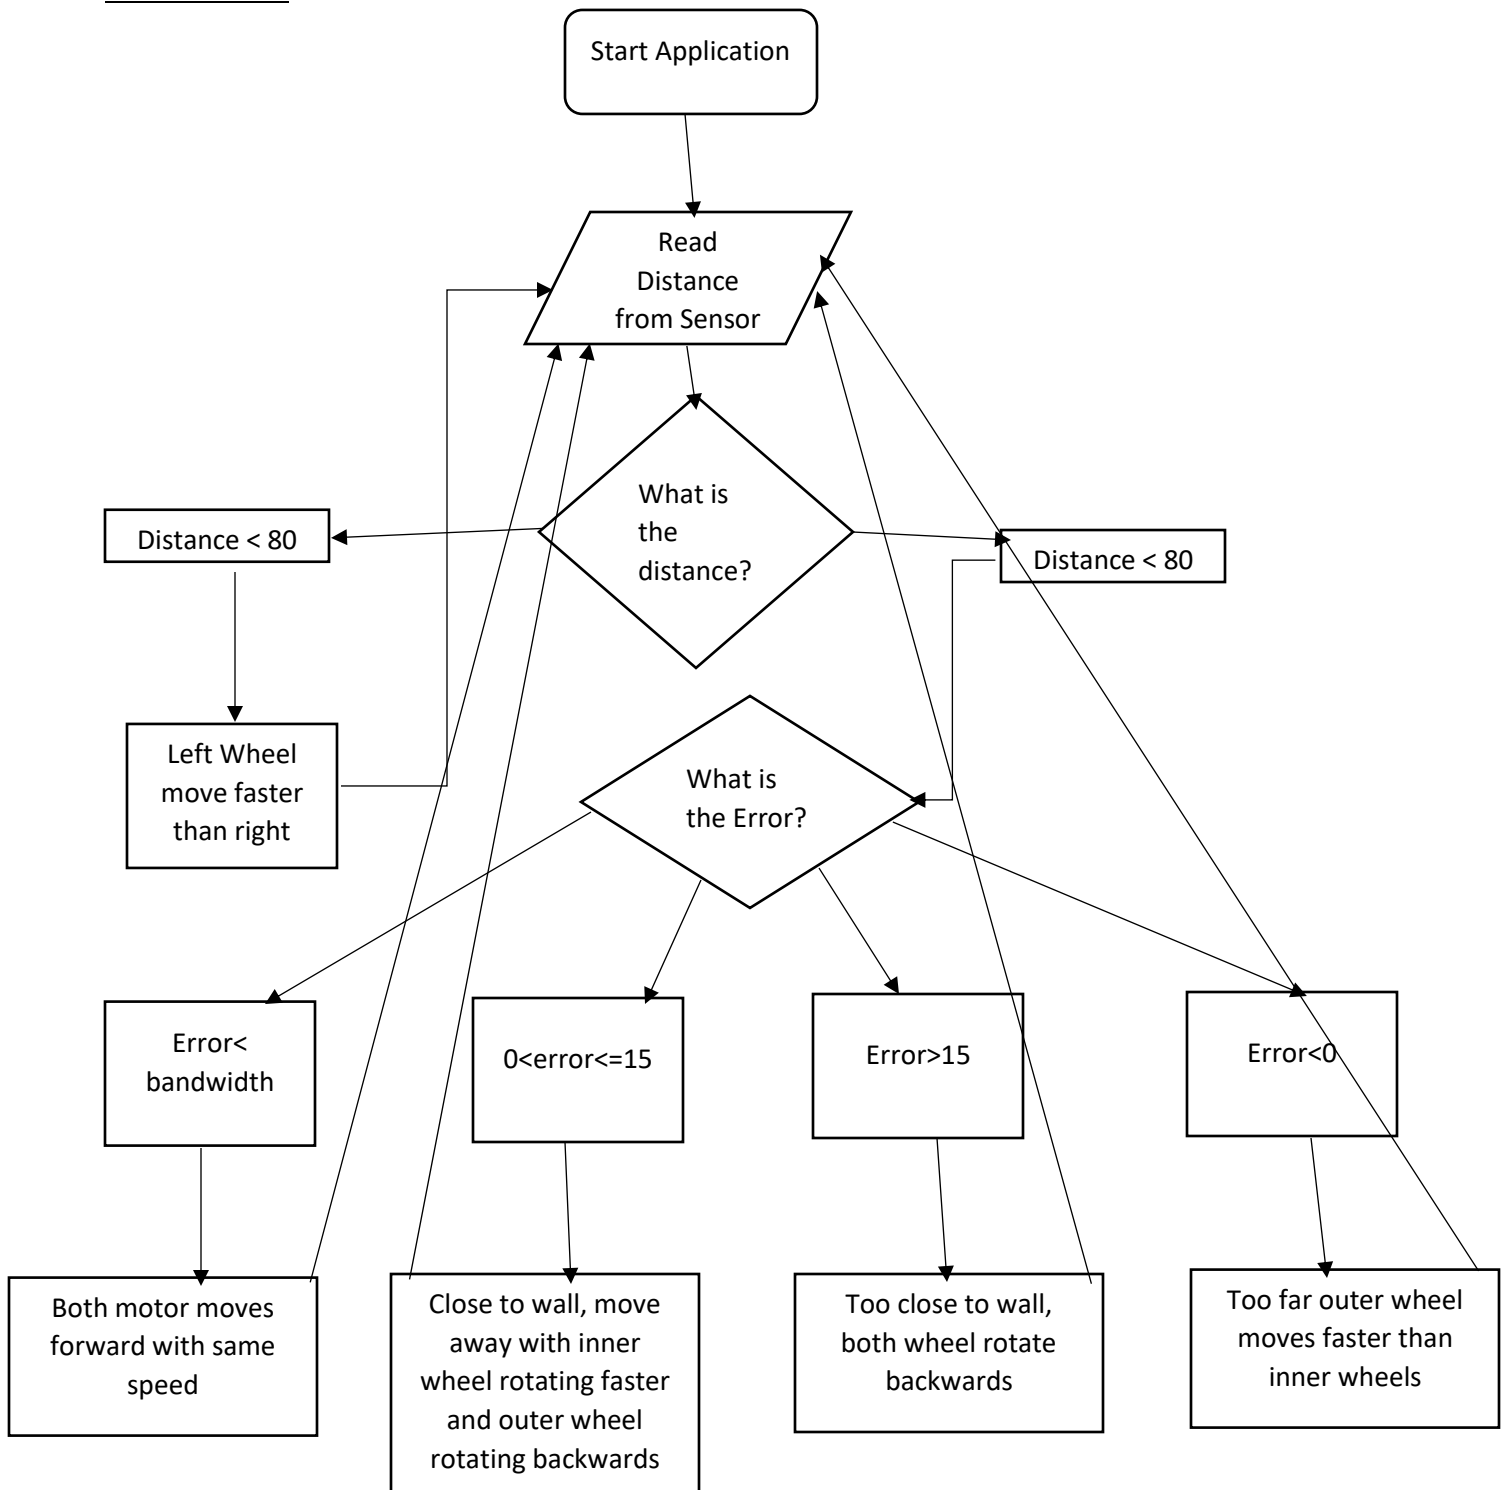 Start Application
Read
Distance
from Sensor
What is
the
distance?
Distance < 80
Distance < 80
Left Wheel
move faster
than right
What is
the Error?
Error<
bandwidth
0<error<=15
Error>15
Error<0
Both motor moves
forward with same
speed
Close to wall, move
away with inner
wheel rotating faster
and outer wheel
rotating backwards
Too close to wall,
both wheel rotate
backwards
Too far outer wheel
moves faster than
inner wheels